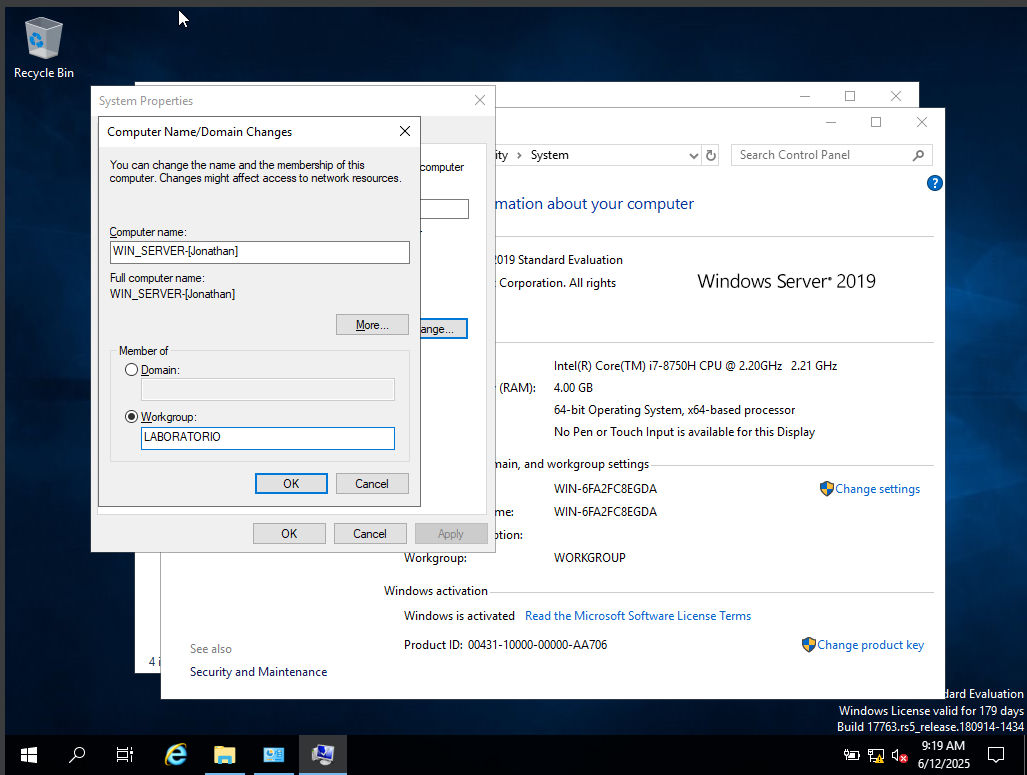 Recycle Bin
System Properties
Computer Name/Domain Changes
You can change the name and the membership of this
computer. Changes might affect access to network resources.
computer
Computer name:
WIN_SERVER-[Jonathan]
Full computer name:
WIN_SERVER-[Jonathan]
More...
ange...
Member of
Domain:
Workgroup:
LABORATORIO
OK Cancel
OK Cancel Apply
ity › System
Search Control Panel
mation about your computer
2019 Standard Evaluation
Corporation. All rights
Windows Server® 2019
Intel(R) Core(TM) i7-8750H CPU @ 2.20GHz 2.21 GHz
(RAM): 4.00 GB
64-bit Operating System, x64-based processor
No Pen or Touch Input is available for this Display
main, and workgroup settings
WIN-6FA2FC8EGDA
Change settings
me: WIN-6FA2FC8EGDA
ption:
Workgroup: WORKGROUP
Windows activation
Windows is activated Read the Microsoft Software License Terms
Product ID: 00431-10000-00000-AA706
Change product key
See also
Security and Maintenance
4 i
dard Evaluation
Windows License valid for 179 days
Build 17763.rs5_release.180914-1434
9:19 AM
6/12/2025